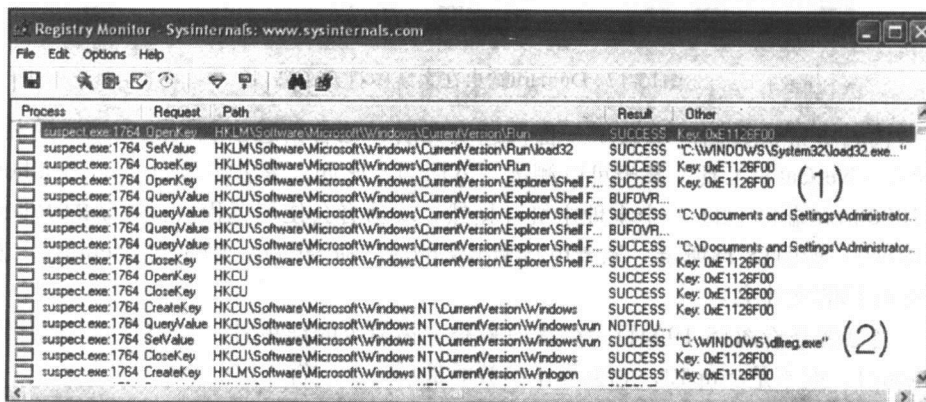 Registry Monitor - Sysinternals: www.sysinternals.com
File Edit Options Help
Process Request Path Result Other
suspect.exe:1764 OpenKey HKLM\Software\Microsoft\Windows\CurrentVersion\Run SUCCESS Key: 0xE1126F00
suspect.exe:1764 SetValue HKLM\Software\Microsoft\Windows\CurrentVersion\Run\load32 SUCCESS "C:\WINDOWS\System32\load32.exe..."
suspect.exe:1764 CloseKey HKLM\Software\Microsoft\Windows\CurrentVersion\Run SUCCESS Key: 0xE1126F00
suspect.exe:1764 OpenKey HKCU\Software\Microsoft\Windows\CurrentVersion\Explorer\Shell F... SUCCESS Key: 0xE1126F00 (1)
suspect.exe:1764 QueryValue HKCU\Software\Microsoft\Windows\CurrentVersion\Explorer\Shell F... BUFOVR...
suspect.exe:1764 QueryValue HKCU\Software\Microsoft\Windows\CurrentVersion\Explorer\Shell F... SUCCESS "C:\Documents and Settings\Administrator...
suspect.exe:1764 QueryValue HKCU\Software\Microsoft\Windows\CurrentVersion\Explorer\Shell F... BUFOVR...
suspect.exe:1764 QueryValue HKCU\Software\Microsoft\Windows\CurrentVersion\Explorer\Shell F... SUCCESS "C:\Documents and Settings\Administrator...
suspect.exe:1764 CloseKey HKCU\Software\Microsoft\Windows\CurrentVersion\Explorer\Shell F... SUCCESS Key: 0xE1126F00
suspect.exe:1764 OpenKey HKCU SUCCESS Key: 0xE1126F00
suspect.exe:1764 CloseKey HKCU SUCCESS Key: 0xE1126F00
suspect.exe:1764 CreateKey HKCU\Software\Microsoft\Windows NT\CurrentVersion\Windows SUCCESS Key: 0xE1126F00
suspect.exe:1764 QueryValue HKCU\Software\Microsoft\Windows NT\CurrentVersion\Windows\run NOTFOU...
suspect.exe:1764 SetValue HKCU\Software\Microsoft\Windows NT\CurrentVersion\Windows\run SUCCESS "C:\WINDOWS\dllreg.exe" (2)
suspect.exe:1764 CloseKey HKCU\Software\Microsoft\Windows NT\CurrentVersion\Windows SUCCESS Key: 0xE1126F00
suspect.exe:1764 CreateKey HKLM\Software\Microsoft\Windows NT\CurrentVersion\Winlogon SUCCESS Key: 0xE1126F00